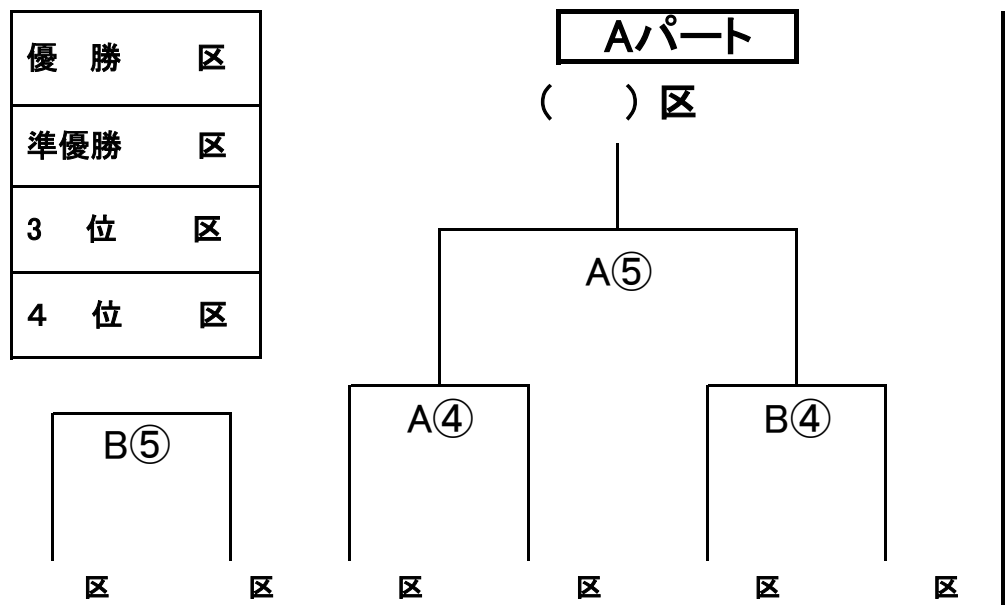 優 勝 区
準優勝 区
3 位 区
４ 位 区
Aパート
（ ）区
A⑤
B⑤
A④
B④
区 区 区 区 区 区